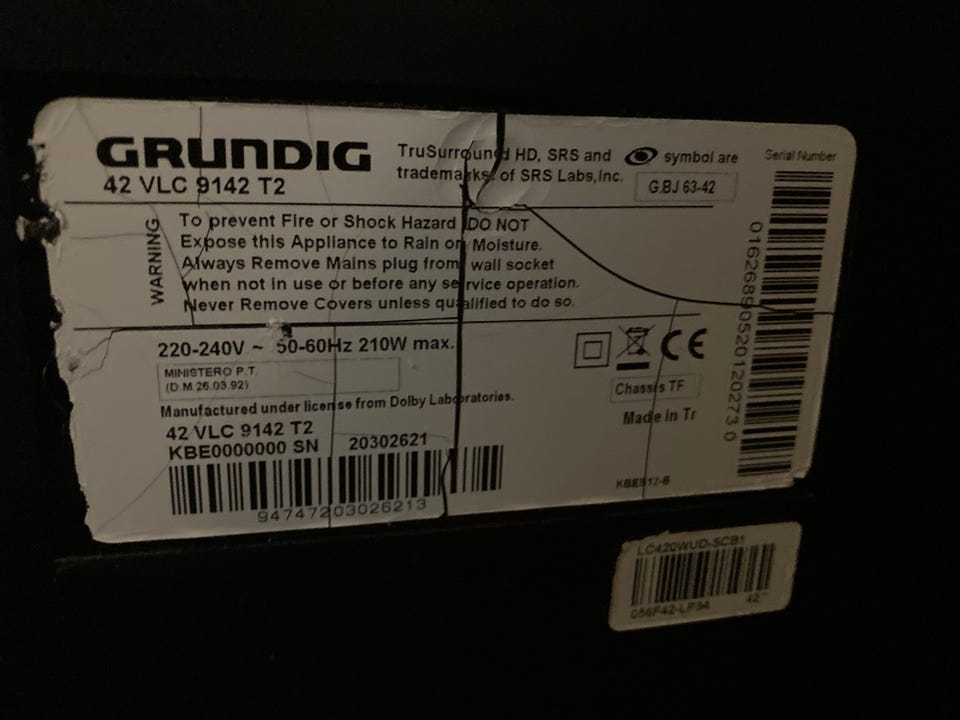 GRUNDIG
42 VLC 9142 T2
TruSurround HD, SRS and symbol are
trademarks of SRS Labs,Inc.
G.BJ 63-42
Serial Number
WARNING
To prevent Fire or Shock Hazard DO NOT
Expose this Appliance to Rain or Moisture.
Always Remove Mains plug from wall socket
when not in use or before any service operation.
Never Remove Covers unless qualified to do so.
016268905201202730
220-240V ~ 50-60Hz 210W max.
MINISTERO P.T.
(D.M.26.03.92)
CE
Chassis TF
Manufactured under license from Dolby Laboratories.
Made in Tr
42 VLC 9142 T2
KBE0000000 SN 20302621
94747203026213
LC420WUD-SCB1
42"